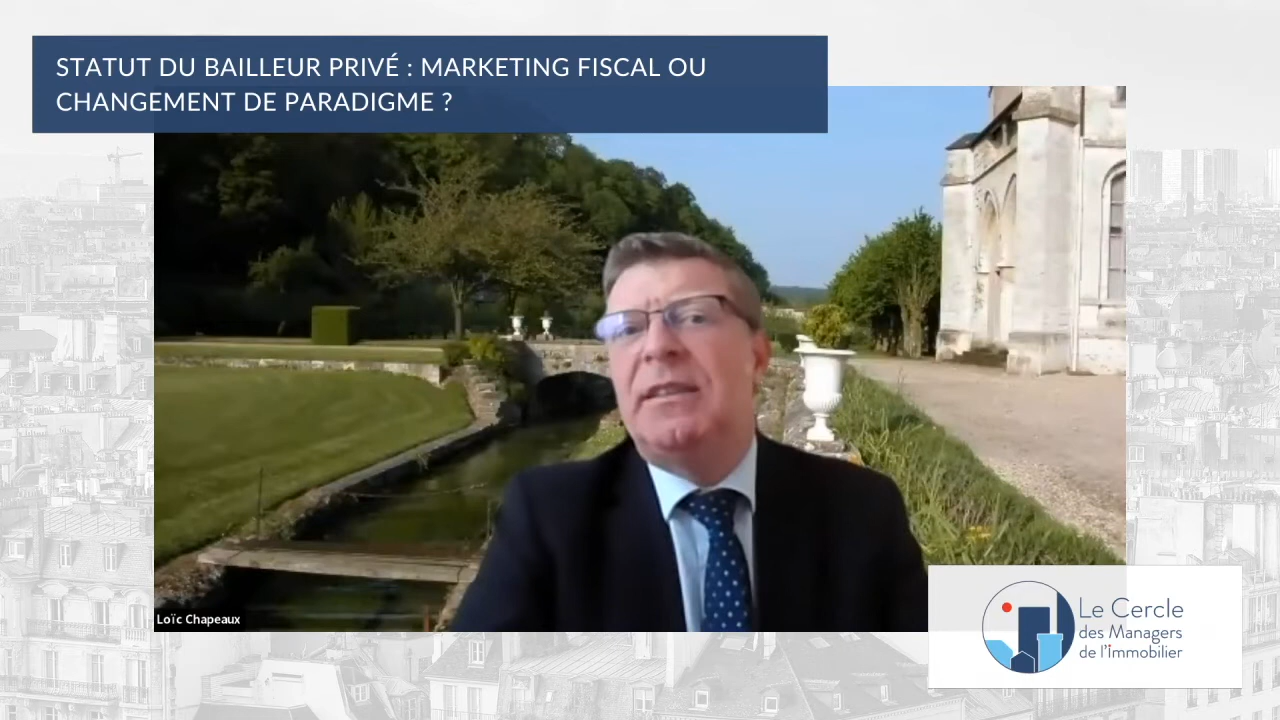 STATUT DU BAILLEUR PRIVÉ : MARKETING FISCAL OU
CHANGEMENT DE PARADIGME ?
Loïc Chapeaux
Le Cercle
des Managers
de l'Immobilier